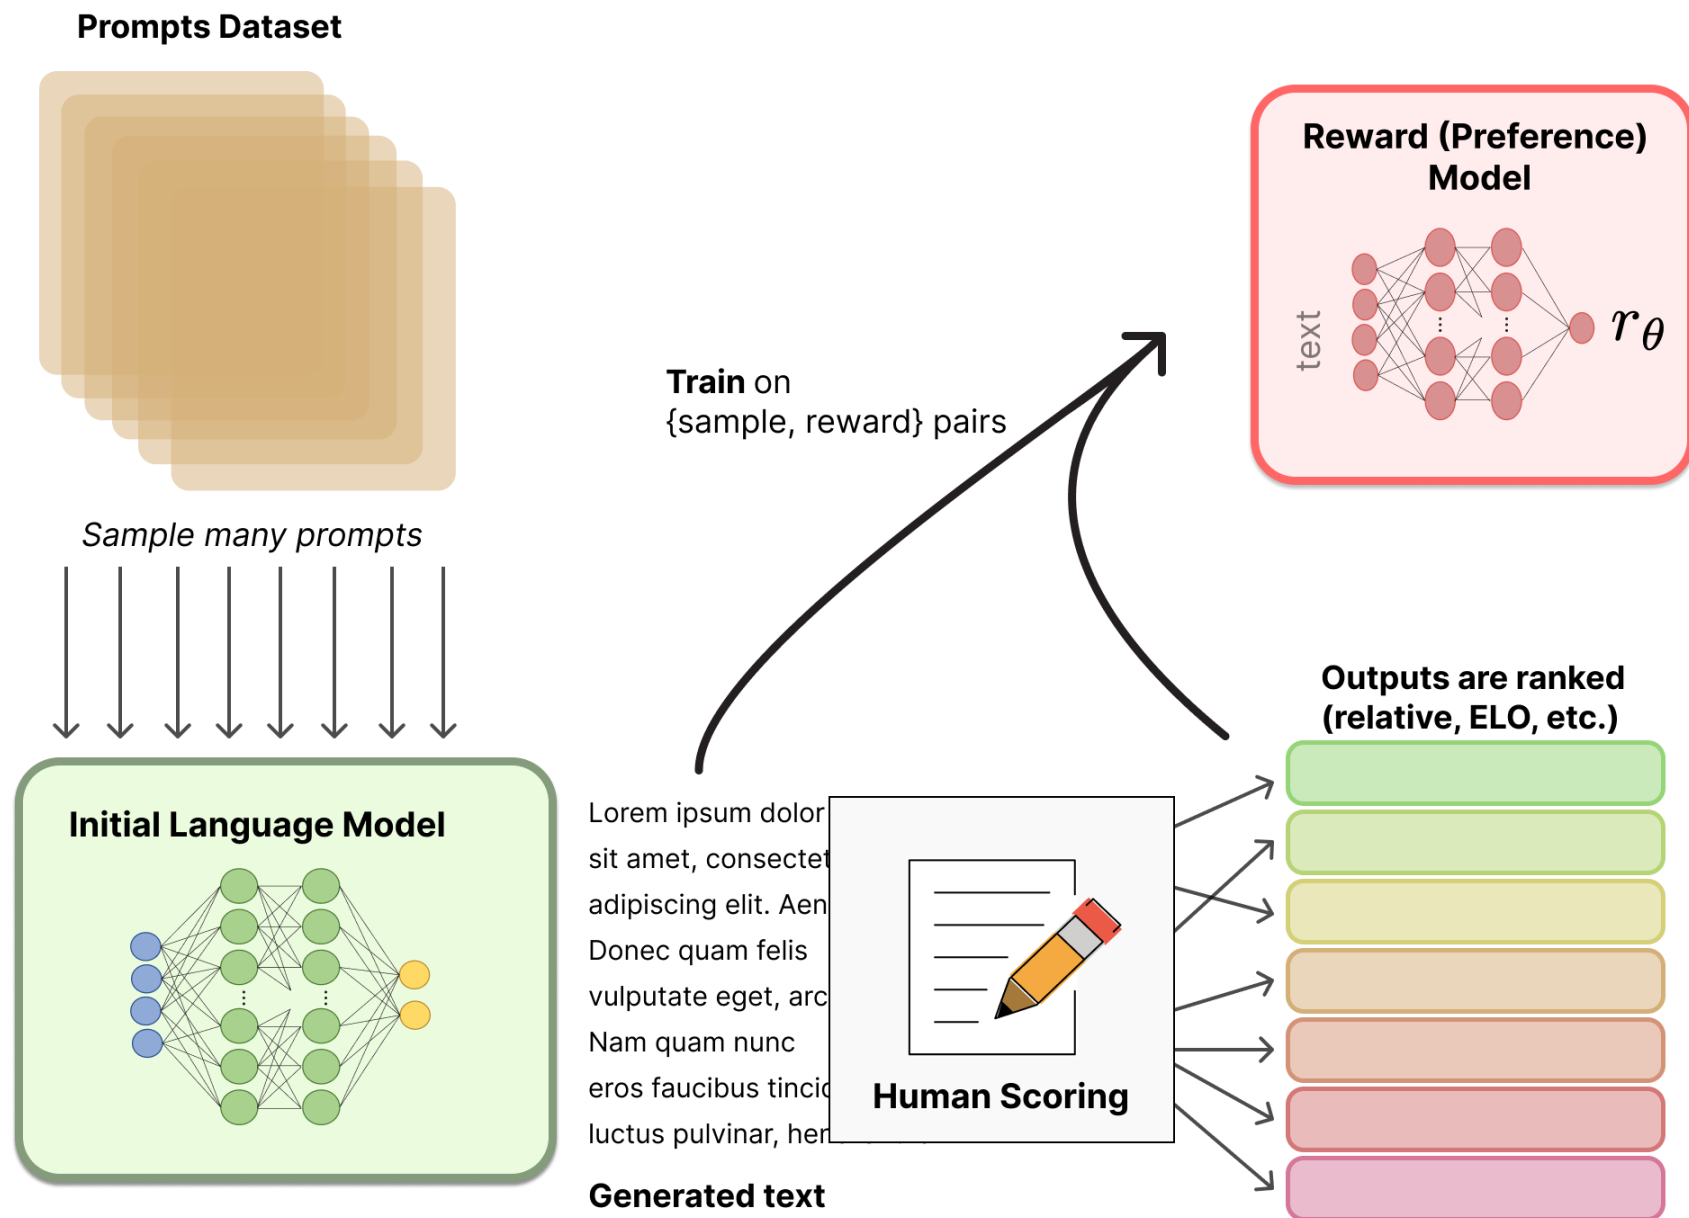 Prompts Dataset
Sample many prompts
Initial Language Model
Train on
{sample, reward} pairs
Reward (Preference)
Model
text
rθ
Lorem ipsum dolor
sit amet, consectet
adipiscing elit. Aen
Donec quam felis
vulputate eget, arc
Nam quam nunc
eros faucibus tincid
luctus pulvinar, hen
Generated text
Human Scoring
Outputs are ranked
(relative, ELO, etc.)